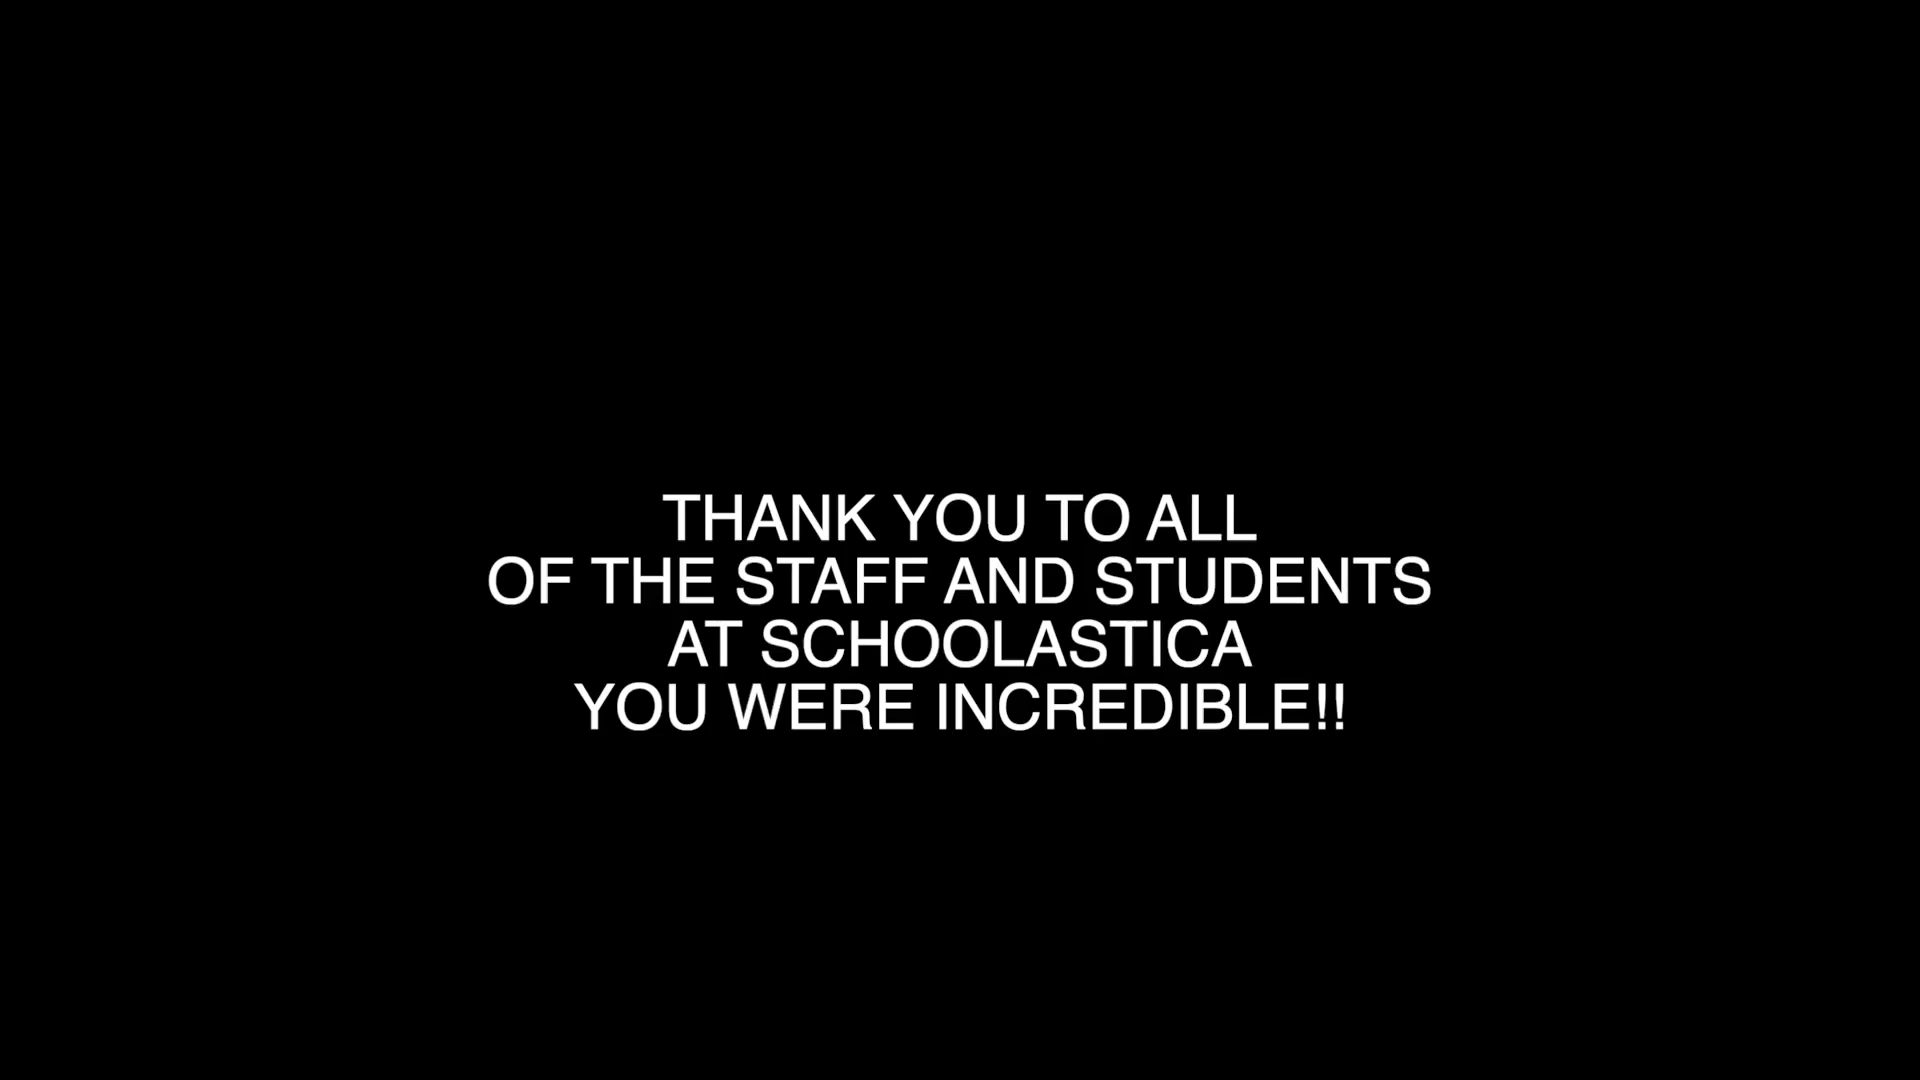 THANK YOU TO ALL
OF THE STAFF AND STUDENTS
AT SCHOOLASTICA
YOU WERE INCREDIBLE!!